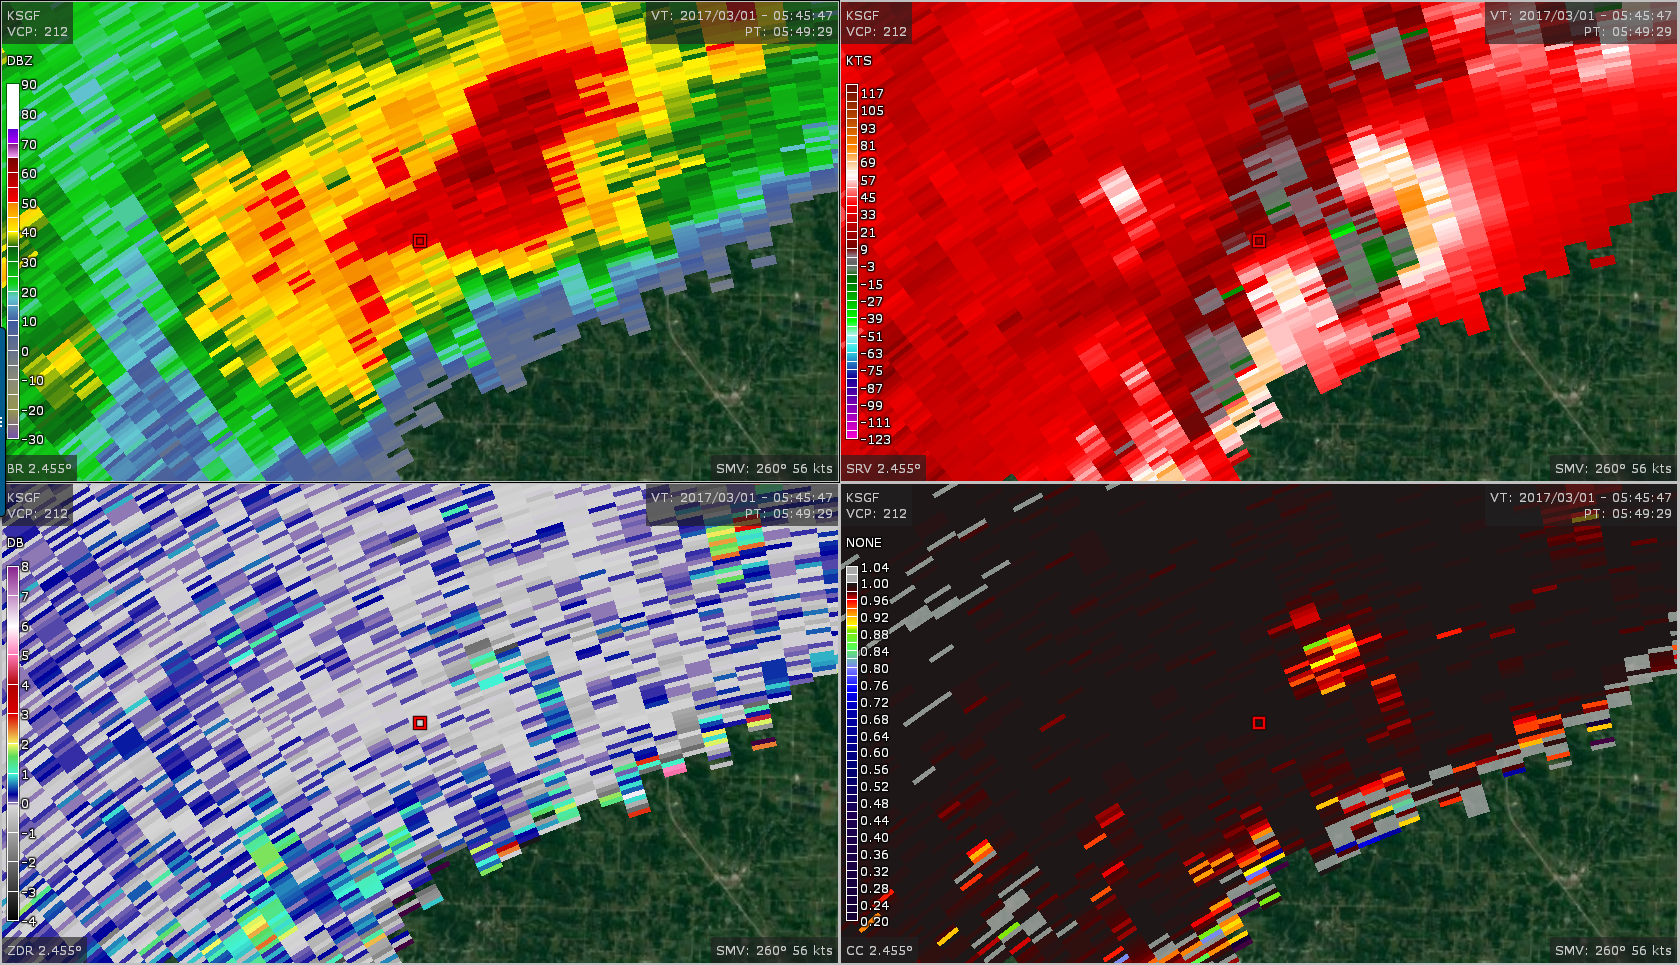 KSGF
VCP: 212
VT: 2017/03/01 - 05:45:47
PT: 05:49:29
DBZ
90
80
70
60
50
40
30
20
10
0
-10
-20
-30
BR 2.455°
SMV: 260° 56 kts
KSGF
VCP: 212
VT: 2017/03/01 - 05:45:47
PT: 05:49:29
KTS
117
105
93
81
69
57
45
33
21
9
-3
-15
-27
-39
-51
-63
-75
-87
-99
-111
-123
SRV 2.455°
SMV: 260° 56 kts
KSGF
VCP: 212
VT: 2017/03/01 - 05:45:47
PT: 05:49:29
DB
8
7
6
5
4
3
2
1
0
-1
-2
-3
-4
ZDR 2.455°
SMV: 260° 56 kts
KSGF
VCP: 212
VT: 2017/03/01 - 05:45:47
PT: 05:49:29
NONE
1.04
1.00
0.96
0.92
0.88
0.84
0.80
0.76
0.72
0.68
0.64
0.60
0.56
0.52
0.48
0.44
0.40
0.36
0.32
0.28
0.24
0.20
CC 2.455°
SMV: 260° 56 kts